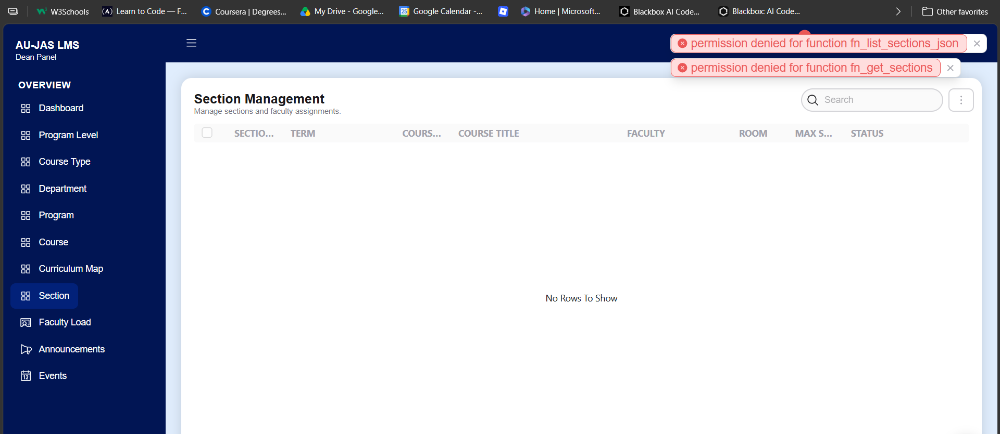 W3Schools
Learn to Code — F...
Coursera | Degrees...
My Drive - Google...
25
Google Calendar -...
Home | Microsoft...
Blackbox AI Code...
Blackbox: AI Code...
Other favorites
AU-JAS LMS
Dean Panel
permission denied for function fn_list_sections_json
permission denied for function fn_get_sections
OVERVIEW
Dashboard
Program Level
Course Type
Department
Program
Course
Curriculum Map
Section
Faculty Load
Announcements
12
Events
Section Management
Manage sections and faculty assignments.
Search
SECTIO... TERM COURS... COURSE TITLE FACULTY ROOM MAX S... STATUS
No Rows To Show